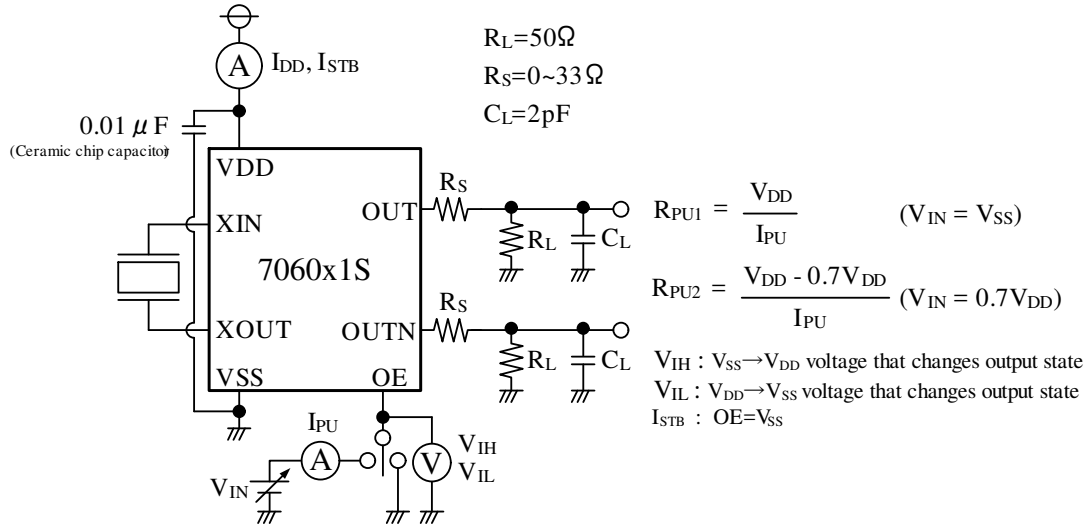 A
IDD, ISTB
RL=50Ω
RS=0~33Ω
CL=2pF
0.01 μF
(Ceramic chip capacitor)
VDD
XIN
XOUT
VSS
7060x1S
OUT
OUTN
OE
RS
RL
CL
RS
RL
CL
RPU1 = VDD / IPU (VIN = VSS)
RPU2 = VDD - 0.7VDD / IPU (VIN = 0.7VDD)
VIH : VSS→VDD voltage that changes output state
VIL : VDD→VSS voltage that changes output state
ISTB : OE=VSS
IPU
A
VIN
V
VIH
VIL